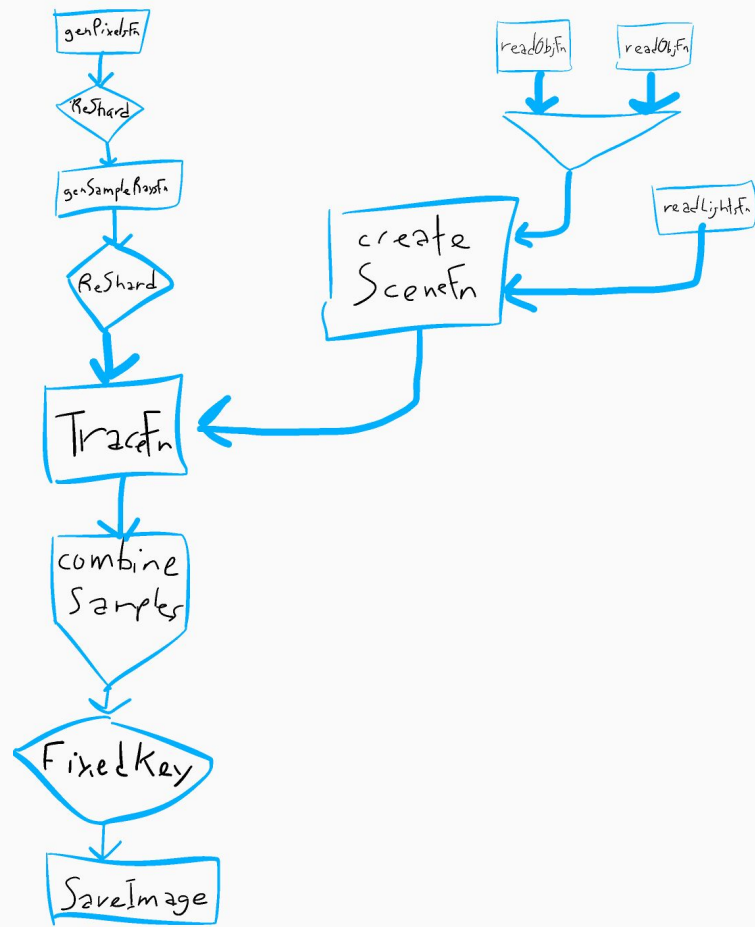 genPixelsFn
ReShard
genSampleRaysFn
ReShard
TraceFn
combine
Samples
FixedKey
SaveImage
readObjFn
readObjFn
readLightsFn
create
SceneFn